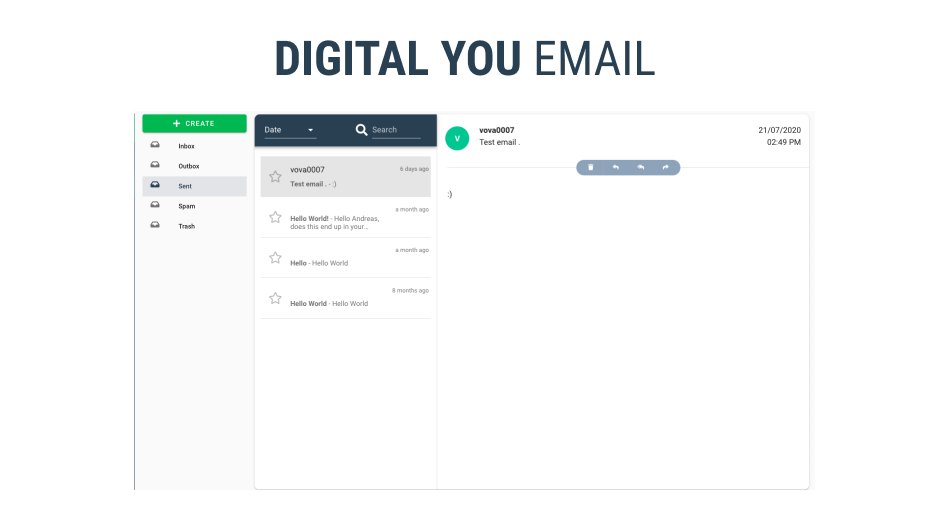 DIGITAL YOU EMAIL
CREATE
Inbox
Outbox
Sent
Spam
Trash
Date
Search
vova0007
6 days ago
Test email . - :)
a month ago
Hello World! - Hello Andreas,
does this end up in your...
a month ago
Hello - Hello World
8 months ago
Hello World - Hello World
V
vova0007
21/07/2020
Test email .
02:49 PM
:)